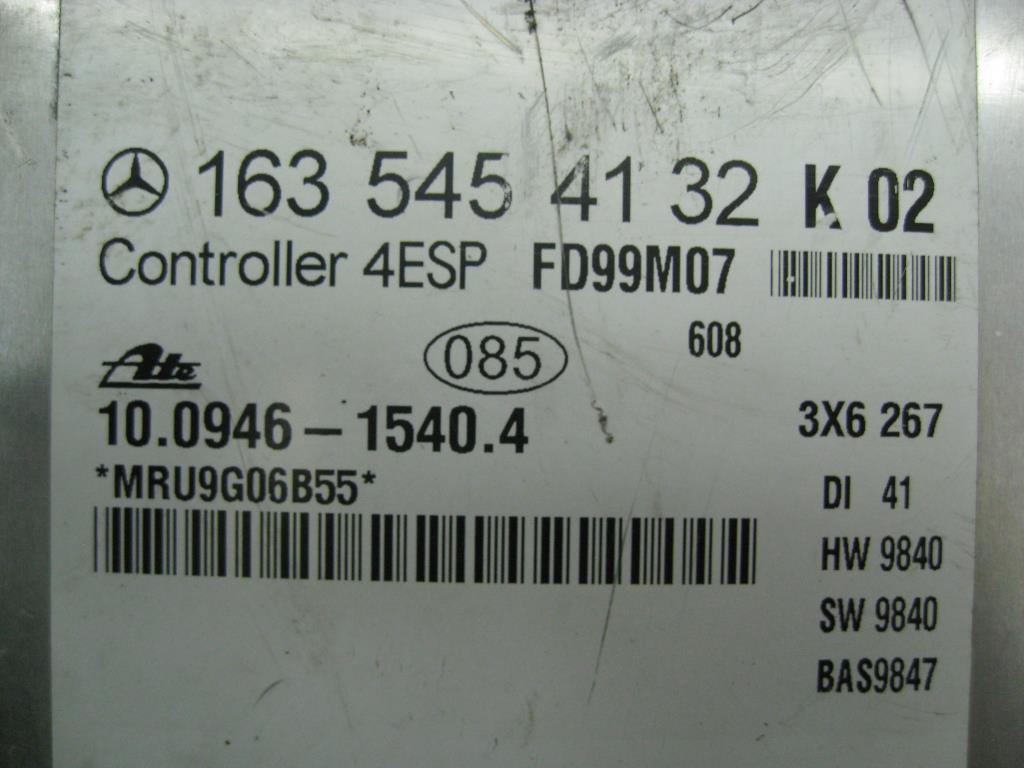 163 545 41 32 K 02
Controller 4ESP FD99M07
608
Ate 085
10.0946-1540.4 3X6 267
*MRU9G06B55* DI 41
HW 9840
SW 9840
BAS9847